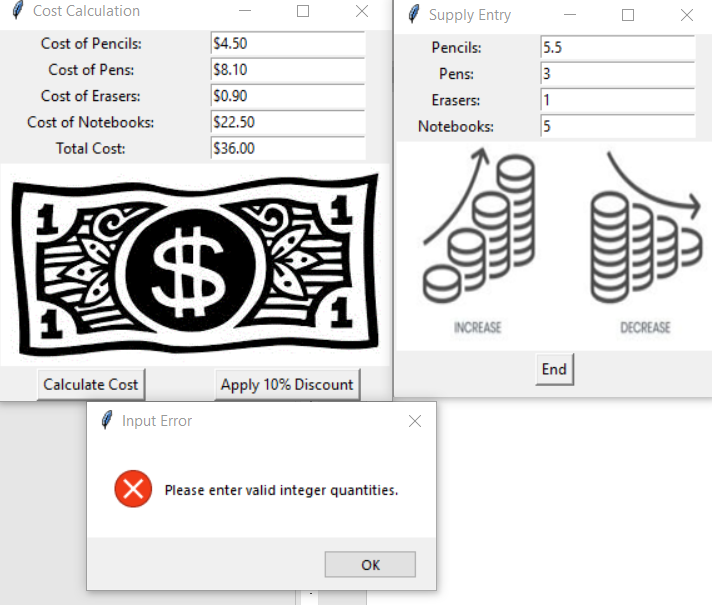 Cost Calculation
Cost of Pencils: $4.50
Cost of Pens: $8.10
Cost of Erasers: $0.90
Cost of Notebooks: $22.50
Total Cost: $36.00
1 1
$
1 1
Calculate Cost Apply 10% Discount
Supply Entry
Pencils: 5.5
Pens: 3
Erasers: 1
Notebooks: 5
INCREASE DECREASE
End
Input Error
Please enter valid integer quantities.
OK